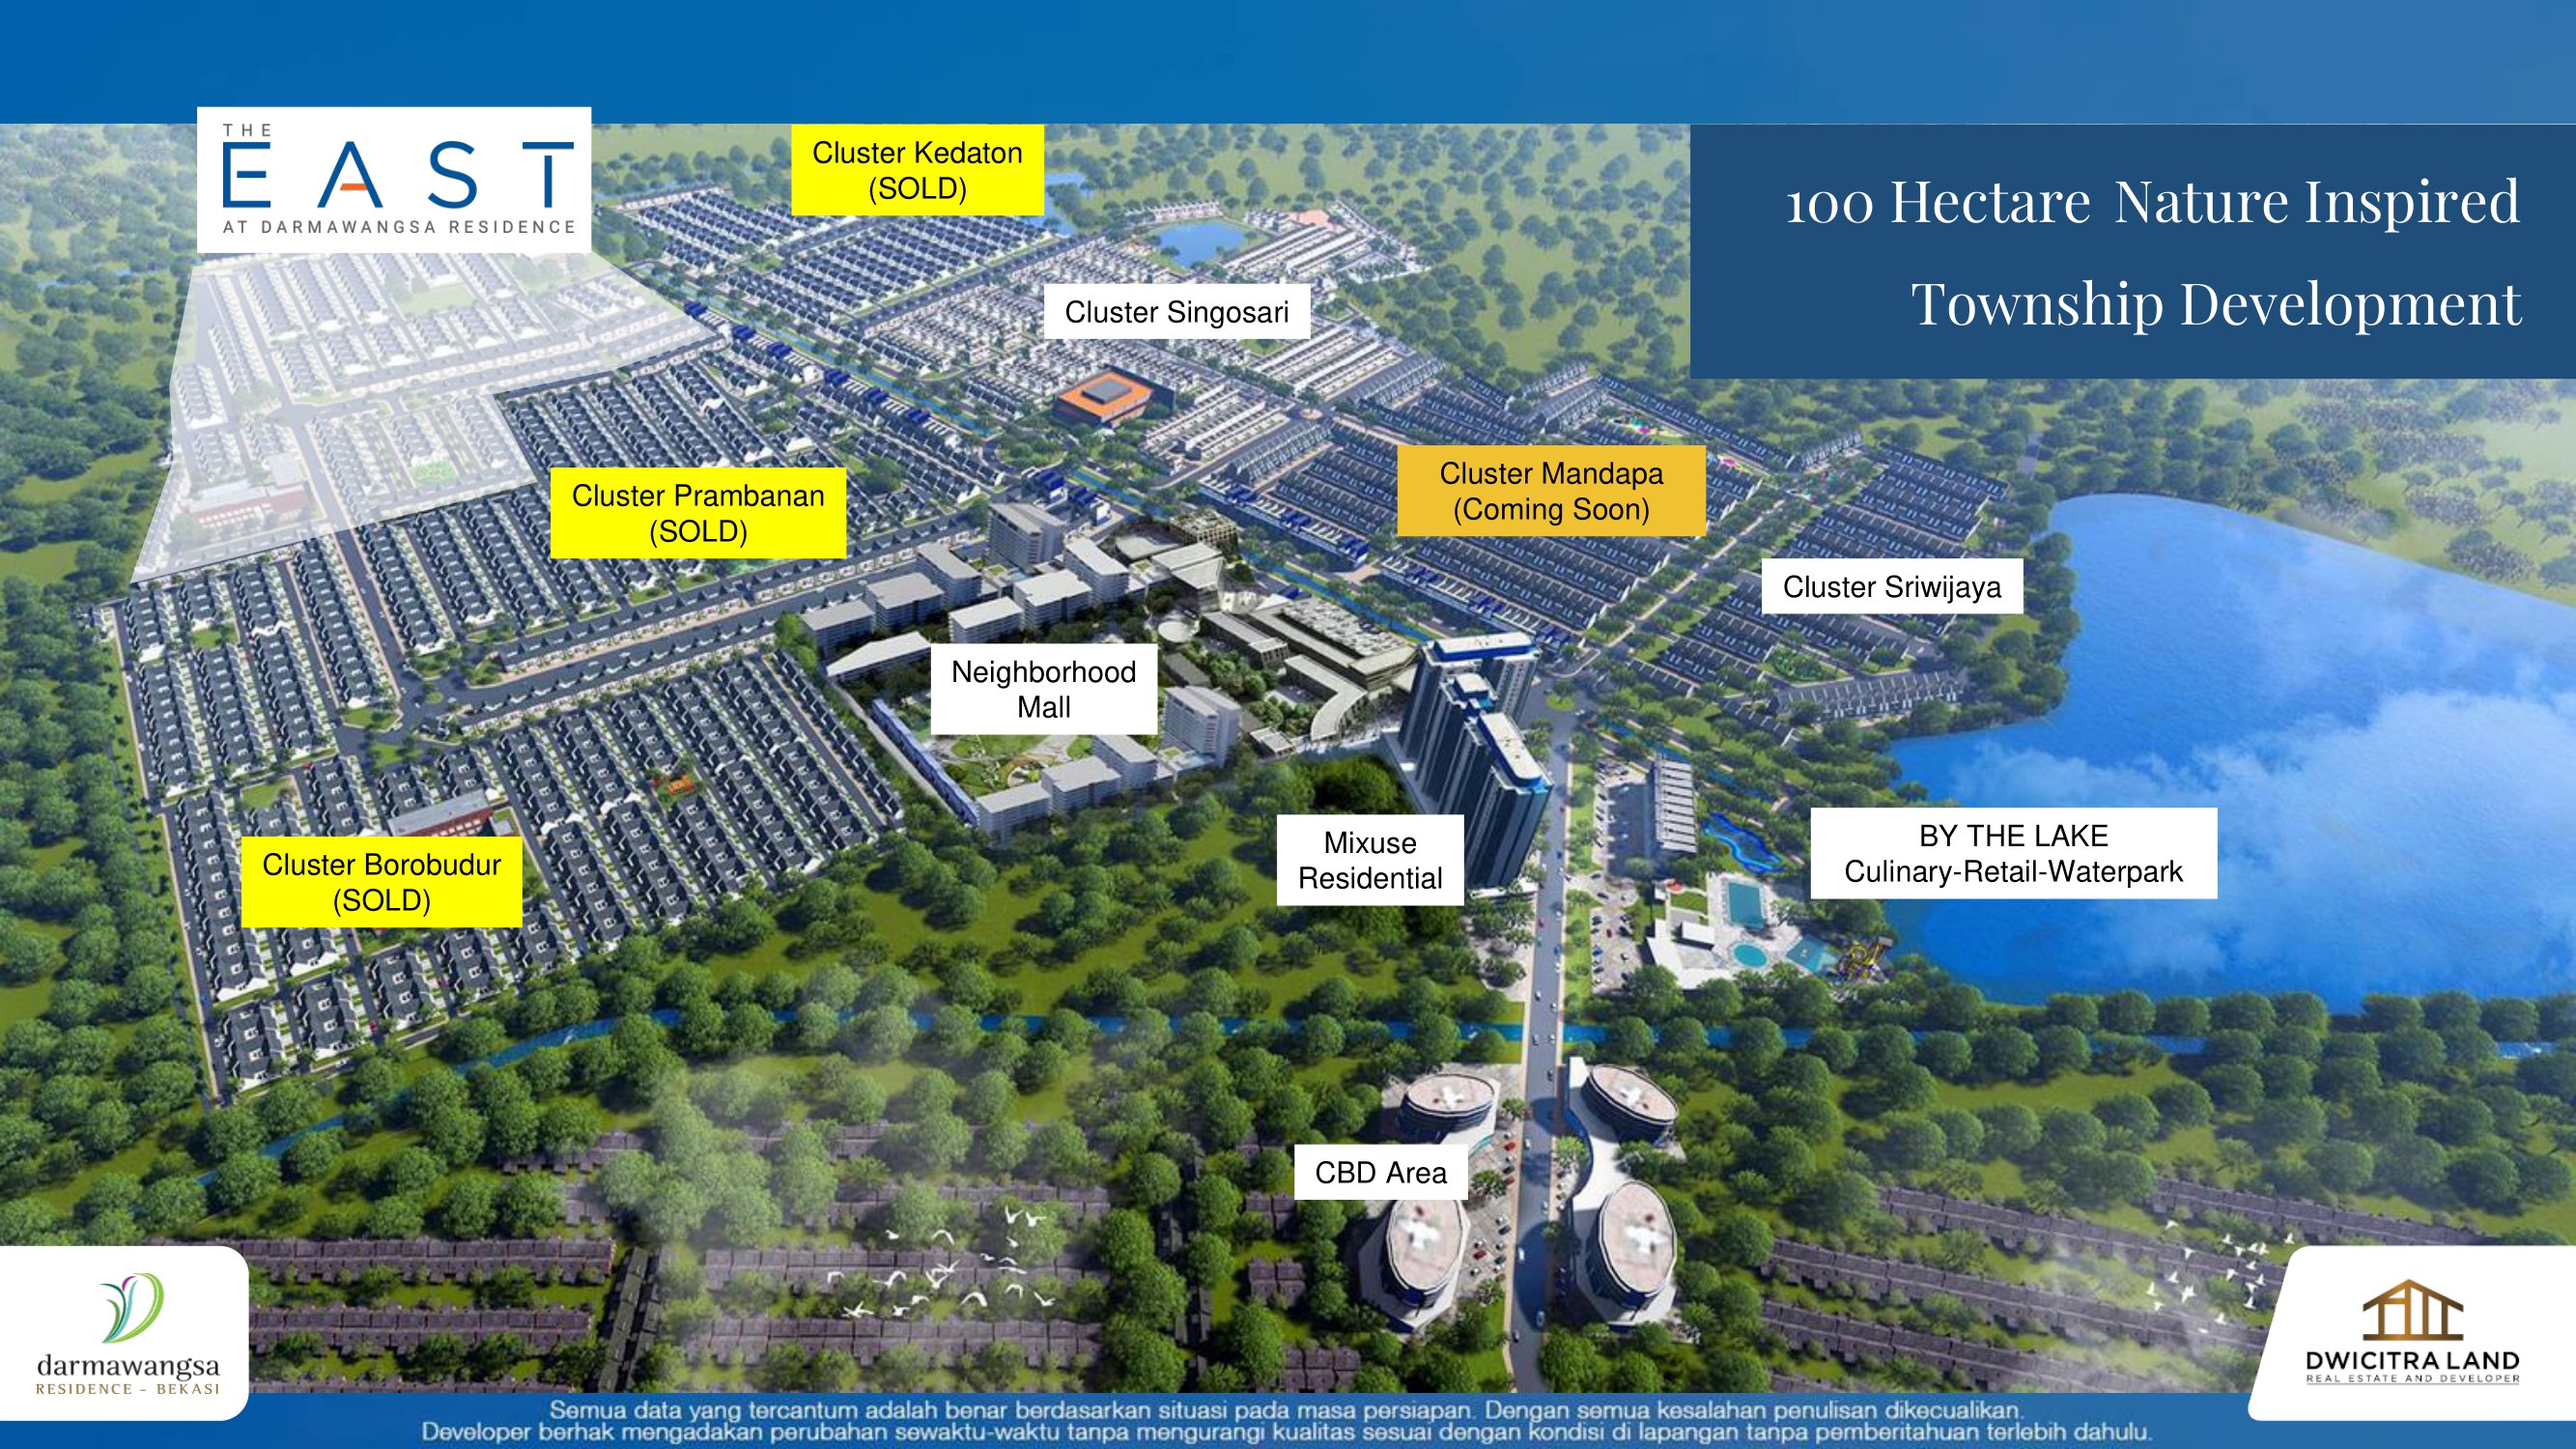 THE
EAST
AT DARMAWANGSA RESIDENCE
Cluster Kedaton
(SOLD)
100 Hectare Nature Inspired
Township Development
Cluster Singosari
Cluster Mandapa
(Coming Soon)
Cluster Prambanan
(SOLD)
Cluster Sriwijaya
Neighborhood
Mall
Mixuse
Residential
BY THE LAKE
Culinary-Retail-Waterpark
Cluster Borobudur
(SOLD)
CBD Area
darmawangsa
RESIDENCE - BEKASI
DWICITRA LAND
REAL ESTATE AND DEVELOPER
Semua data yang tercantum adalah benar berdasarkan situasi pada masa persiapan. Dengan semua kesalahan penulisan dikecualikan.
Developer berhak mengadakan perubahan sewaktu-waktu tanpa mengurangi kualitas sesuai dengan kondisi di lapangan tanpa pemberitahuan terlebih dahulu.